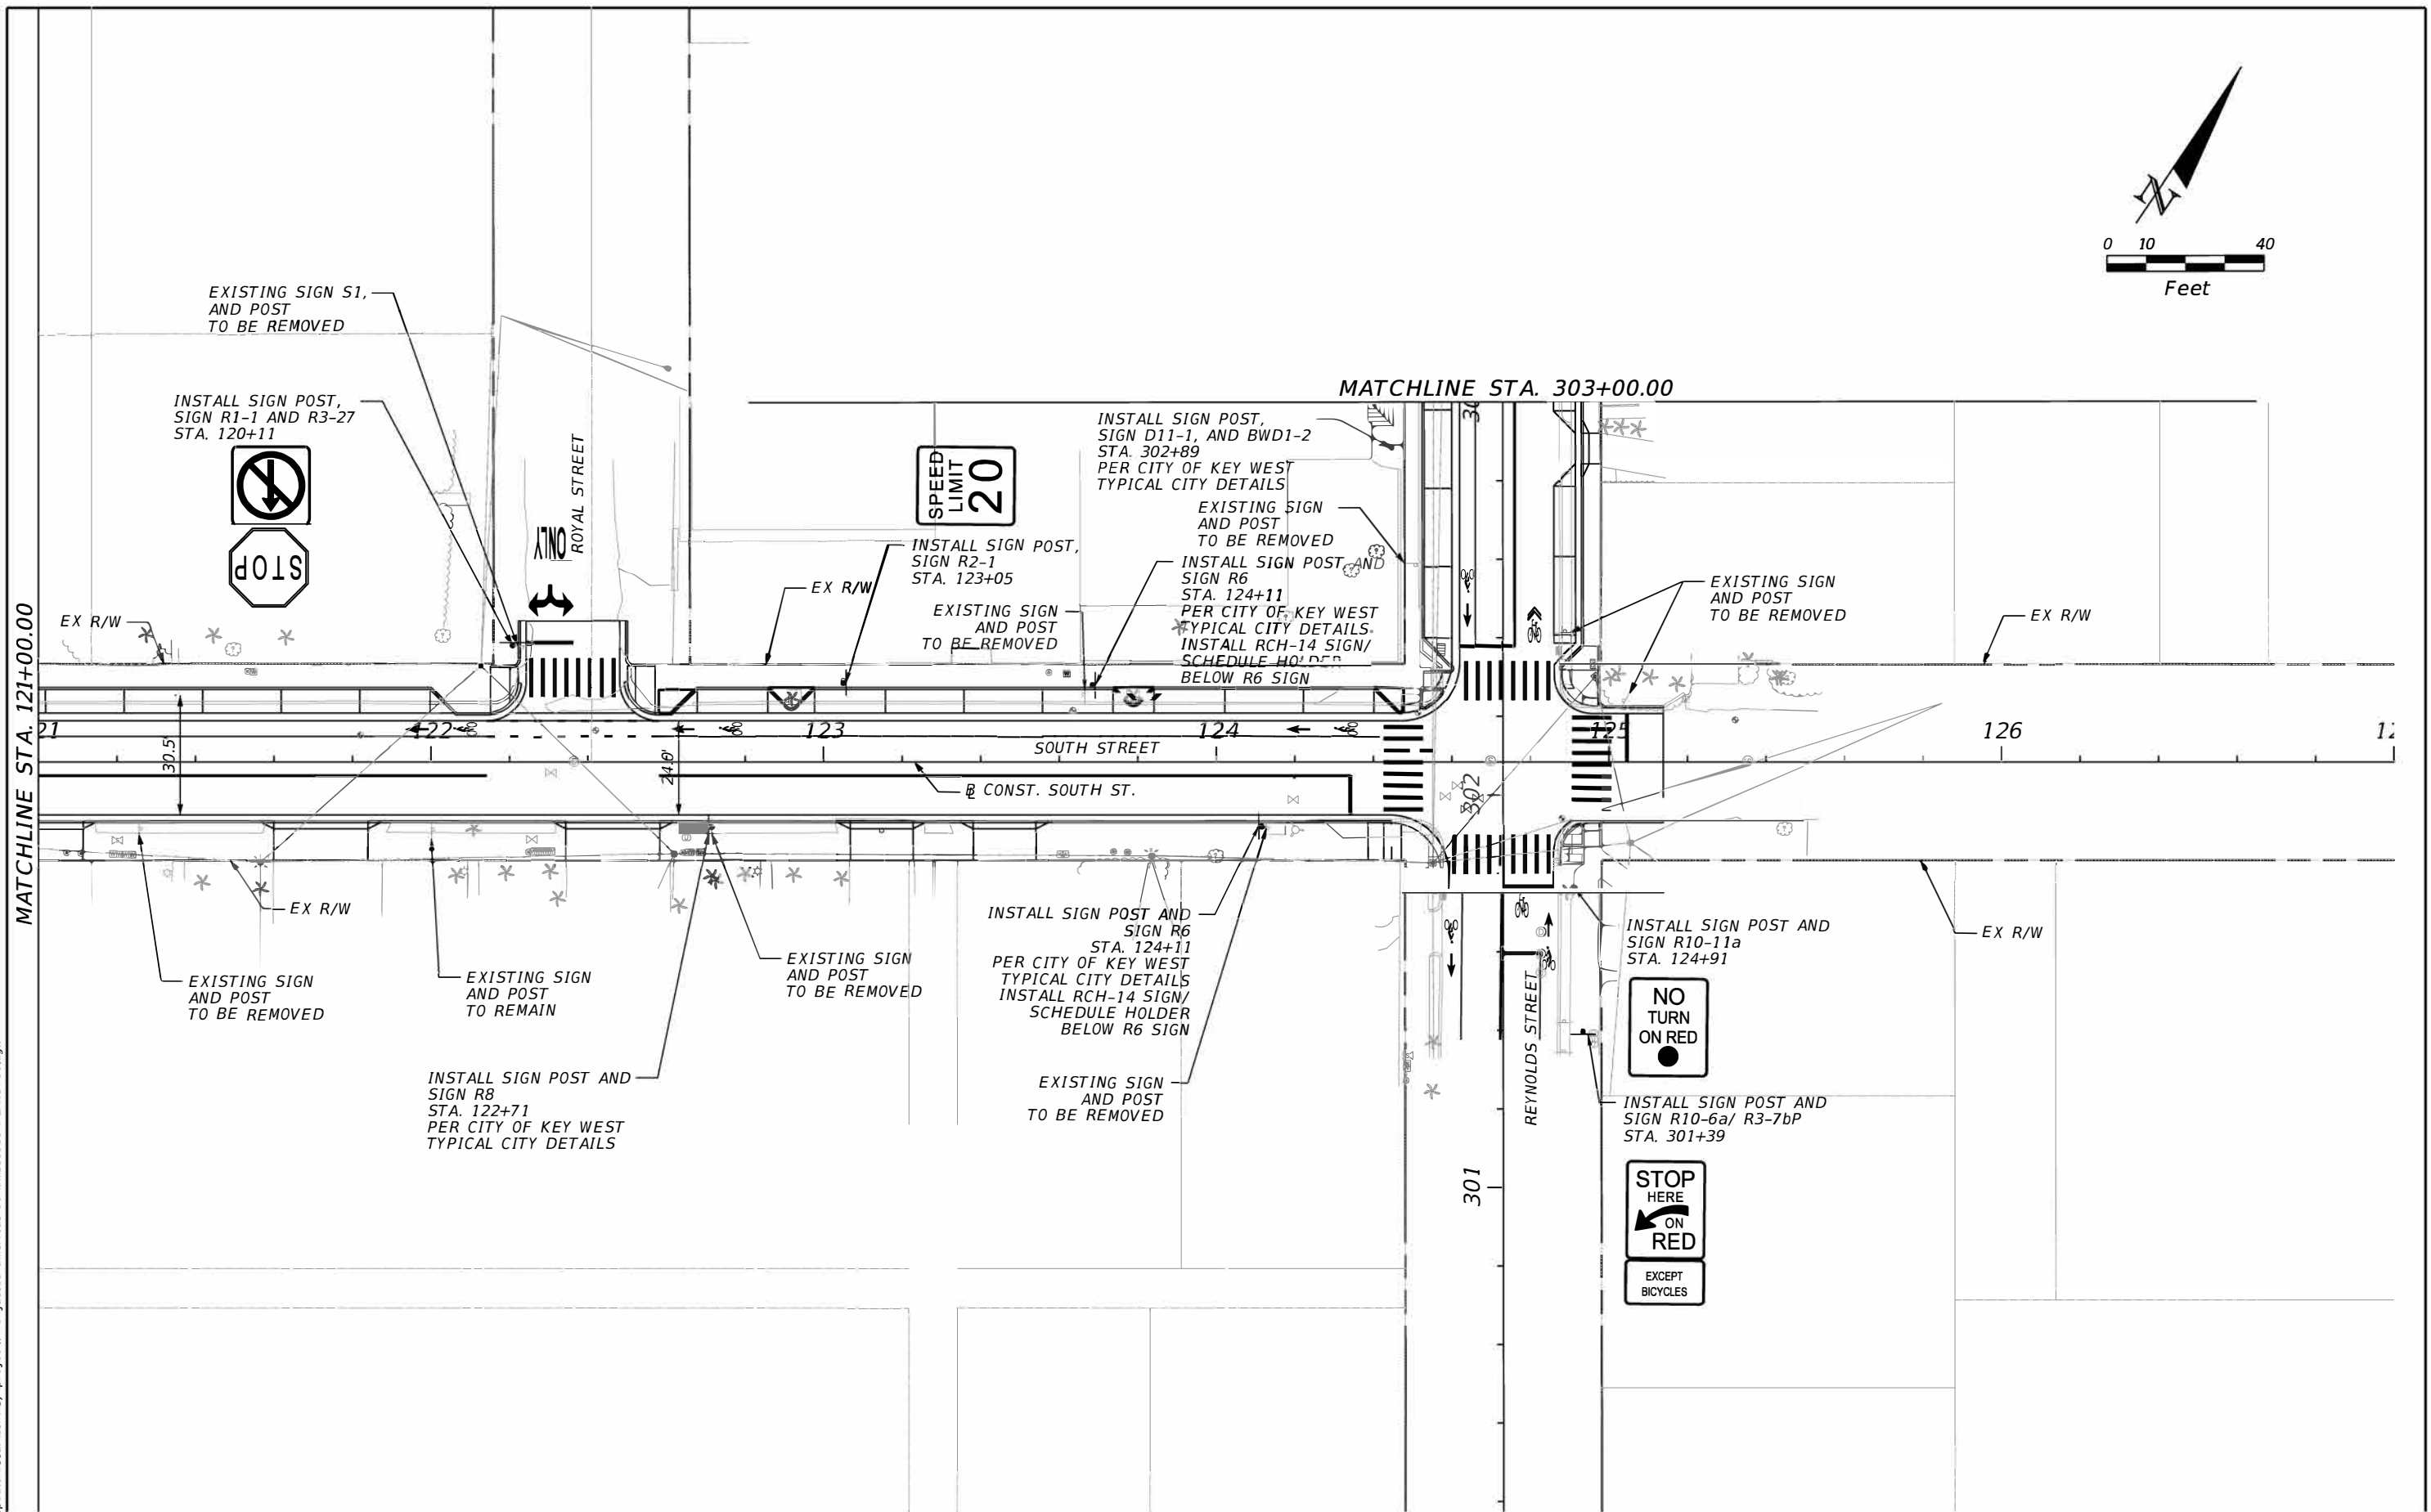 0 10 40
Feet
EXISTING SIGN S1,
AND POST
TO BE REMOVED
INSTALL SIGN POST,
SIGN R1-1 AND R3-27
STA. 120+11
STOP
ONLY
ROYAL STREET
SPEED
LIMIT
20
MATCHLINE STA. 303+00.00
INSTALL SIGN POST,
SIGN D11-1, AND BWD1-2
STA. 302+89
PER CITY OF KEY WEST
TYPICAL CITY DETAILS
EXISTING SIGN
AND POST
TO BE REMOVED
INSTALL SIGN POST,
SIGN R2-1
STA. 123+05
EX R/W
EXISTING SIGN
AND POST
TO BE REMOVED
INSTALL SIGN POST AND
SIGN R6
STA. 124+11
PER CITY OF KEY WEST
TYPICAL CITY DETAILS
INSTALL RCH-14 SIGN/
SCHEDULE HOLDER
BELOW R6 SIGN
EXISTING SIGN
AND POST
TO BE REMOVED
EX R/W
EX R/W
MATCHLINE STA. 121+00.00
21 122 123 124 125 126
30.5'
24.0'
SOUTH STREET
302
B CONST. SOUTH ST.
EX R/W
EXISTING SIGN
AND POST
TO BE REMOVED
EXISTING SIGN
AND POST
TO REMAIN
EXISTING SIGN
AND POST
TO BE REMOVED
INSTALL SIGN POST AND
SIGN R6
STA. 124+11
PER CITY OF KEY WEST
TYPICAL CITY DETAILS
INSTALL RCH-14 SIGN/
SCHEDULE HOLDER
BELOW R6 SIGN
INSTALL SIGN POST AND
SIGN R10-11a
STA. 124+91
EX R/W
NO
TURN
ON RED
INSTALL SIGN POST AND
SIGN R8
STA. 122+71
PER CITY OF KEY WEST
TYPICAL CITY DETAILS
EXISTING SIGN
AND POST
TO BE REMOVED
REYNOLDS STREET
INSTALL SIGN POST AND
SIGN R10-6a/ R3-7bP
STA. 301+39
301
STOP
HERE
ON
RED
EXCEPT
BICYCLES